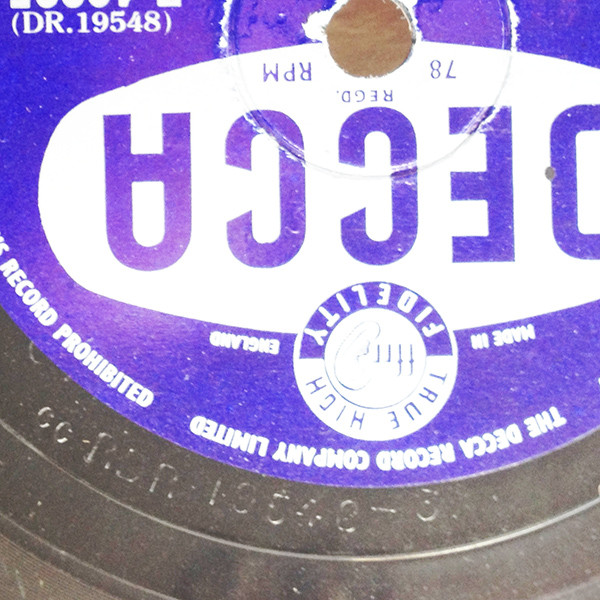 (DR.19548)
78 RPM
REGD.
DECCA
TRUE HIGH FIDELITY
ffrr
MADE IN ENGLAND
THE DECCA RECORD COMPANY LIMITED
RECORD PROHIBITED